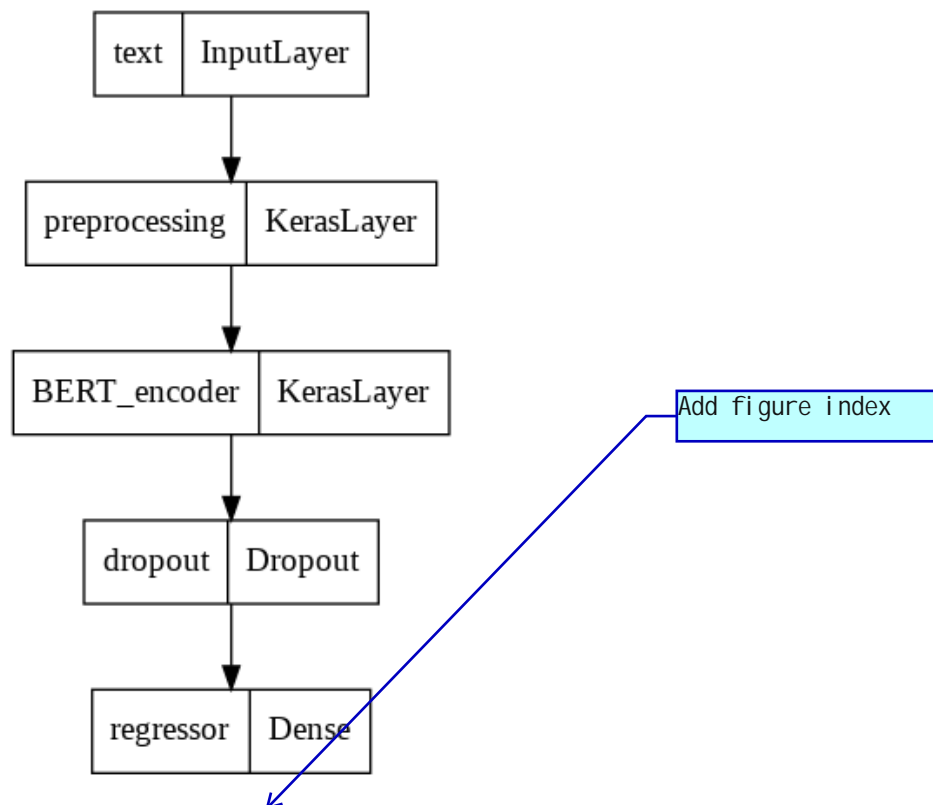 text InputLayer
preprocessing KerasLayer
BERT_encoder KerasLayer
Add figure index
dropout Dropout
regressor Dense